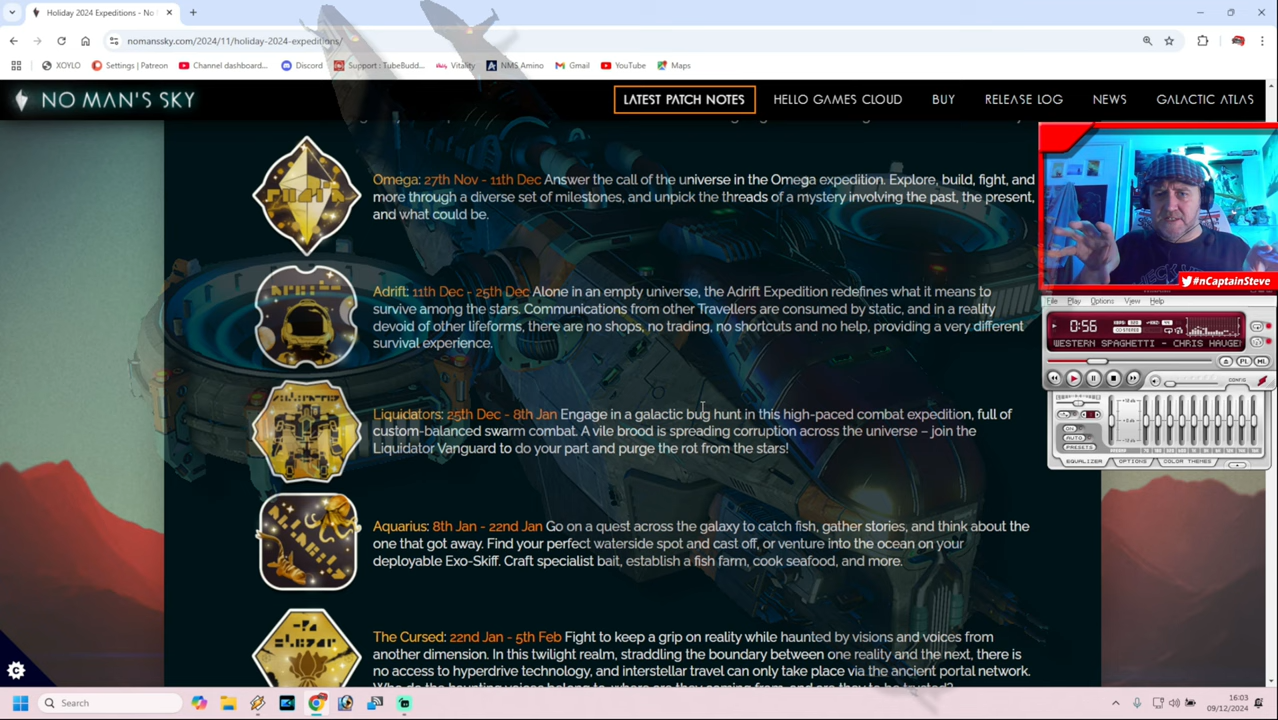 Holiday 2024 Expeditions - No
nomanssky.com/2024/11/holiday-2024-expeditions/
XOYLO
Settings | Patreon
Channel dashboard...
Discord
Support : TubeBudd...
Vitality
NMS Amino
Gmail
YouTube
Maps
NO MAN'S SKY
LATEST PATCH NOTES
HELLO GAMES CLOUD
BUY
RELEASE LOG
NEWS
GALACTIC ATLAS
Omega: 27th Nov - 11th Dec Answer the call of the universe in the Omega expedition. Explore, build, fight, and
more through a diverse set of milestones, and unpick the threads of a mystery involving the past, the present,
and what could be.
Adrift: 11th Dec - 25th Dec Alone in an empty universe, the Adrift Expedition redefines what it means to
survive among the stars. Communications from other Travellers are consumed by static, and in a reality
devoid of other lifeforms, there are no shops, no trading, no shortcuts and no help, providing a very different
survival experience.
Liquidators: 25th Dec - 8th Jan Engage in a galactic bug hunt in this high-paced combat expedition, full of
custom-balanced swarm combat. A vile brood is spreading corruption across the universe – join the
Liquidator Vanguard to do your part and purge the rot from the stars!
Aquarius: 8th Jan - 22nd Jan Go on a quest across the galaxy to catch fish, gather stories, and think about the
one that got away. Find your perfect waterside spot and cast off, or venture into the ocean on your
deployable Exo-Skiff. Craft specialist bait, establish a fish farm, cook seafood, and more.
The Cursed: 22nd Jan - 5th Feb Fight to keep a grip on reality while haunted by visions and voices from
another dimension. In this twilight realm, straddling the boundary between one reality and the next, there is
no access to hyperdrive technology, and interstellar travel can only take place via the ancient portal network.
#nCaptainSteve
File Play Options View Help
0:56
WESTERN SPAGHETTI - CHRIS HAUGE
PL
ML
CONFIG
ON
AUTO
PRESETS
EQUALIZER
OPTIONS
COLOR THEMES
Search
16:03
09/12/2024